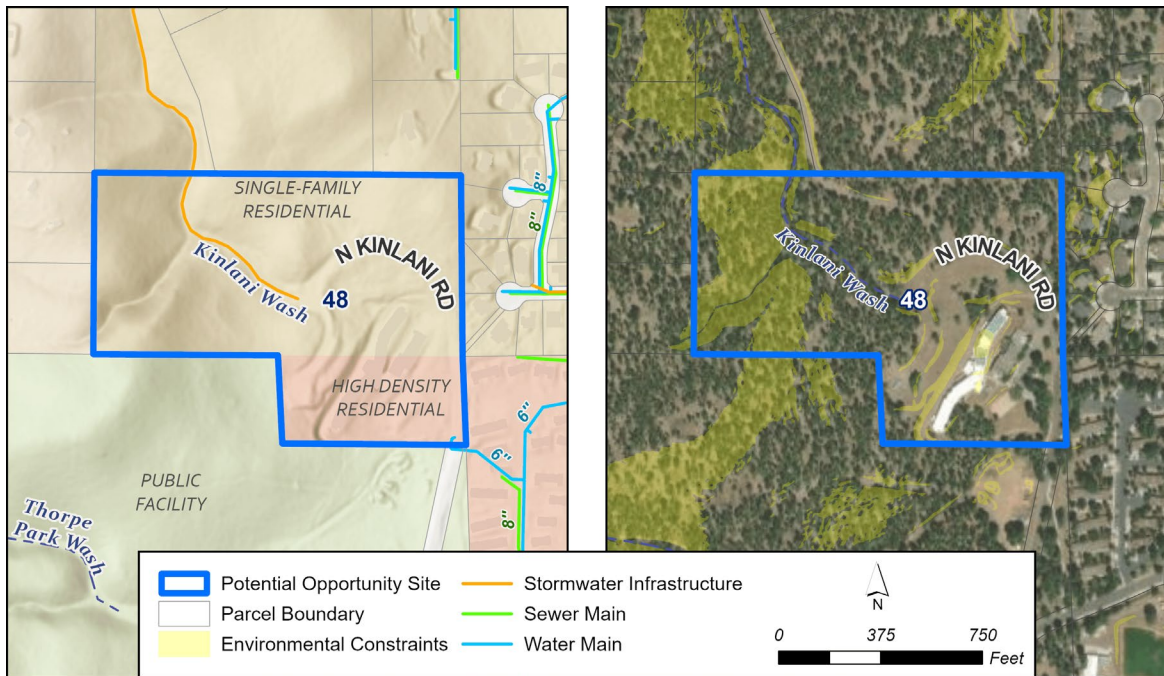 SINGLE-FAMILY
RESIDENTIAL
N KINLANI RD
Kinlani Wash
48
HIGH DENSITY
RESIDENTIAL
PUBLIC
FACILITY
Thorpe
Park Wash
8"
8"
6"
6"
8"
N KINLANI RD
Kinlani Wash
48
Potential Opportunity Site
Parcel Boundary
Environmental Constraints
Stormwater Infrastructure
Sewer Main
Water Main
N
0 375 750
Feet